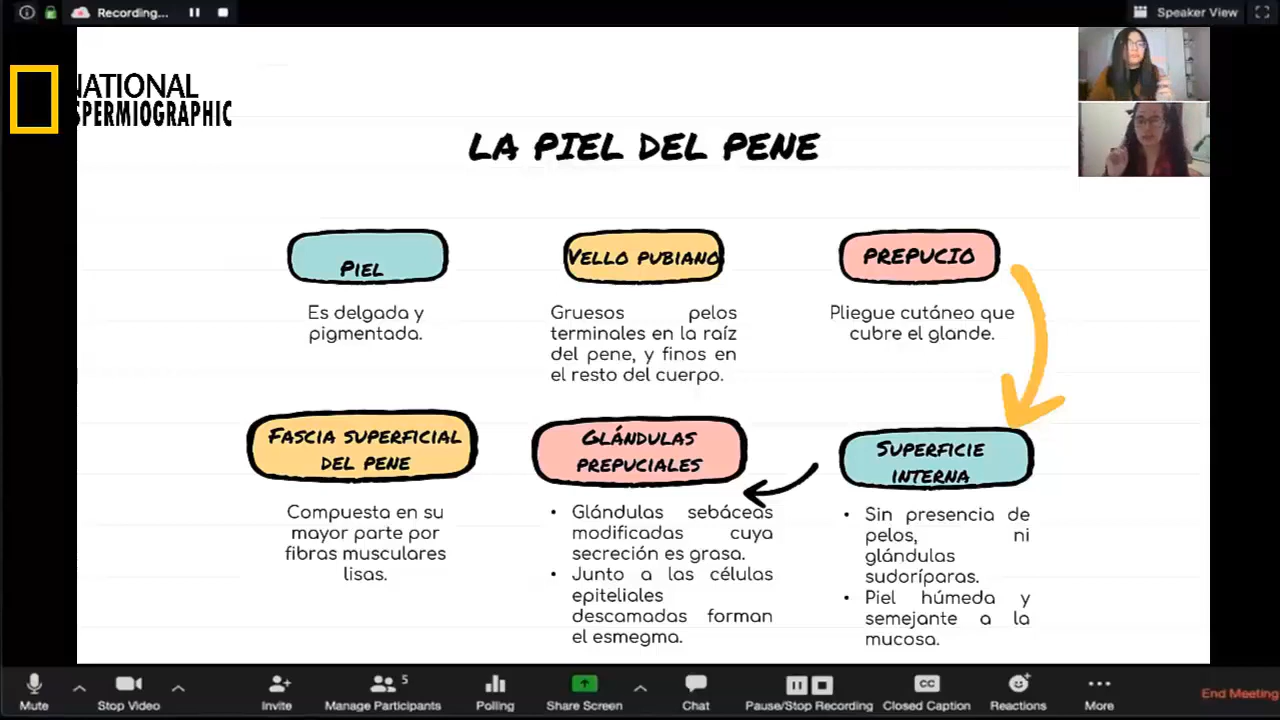 Recording...
Speaker View
NATIONAL
SPERMIOGRAPHIC
LA PIEL DEL PENE
PIEL
Es delgada y
pigmentada.
VELLO PUBIANO
Gruesos pelos
terminales en la raíz
del pene, y finos en
el resto del cuerpo.
PREPUCIO
Pliegue cutáneo que
cubre el glande.
FASCIA SUPERFICIAL
DEL PENE
Compuesta en su
mayor parte por
fibras musculares
lisas.
GLÁNDULAS
PREPUCIALES
• Glándulas sebáceas
modificadas cuya
secreción es grasa.
• Junto a las células
epiteliales
descamadas forman
el esmegma.
SUPERFICIE
INTERNA
• Sin presencia de
pelos, ni
glándulas
sudoríparas.
• Piel húmeda y
semejante a la
mucosa.
Mute
Stop Video
Invite
5
Manage Participants
Polling
Share Screen
Chat
Pause/Stop Recording
CC
Closed Caption
Reactions
More
End Meeting